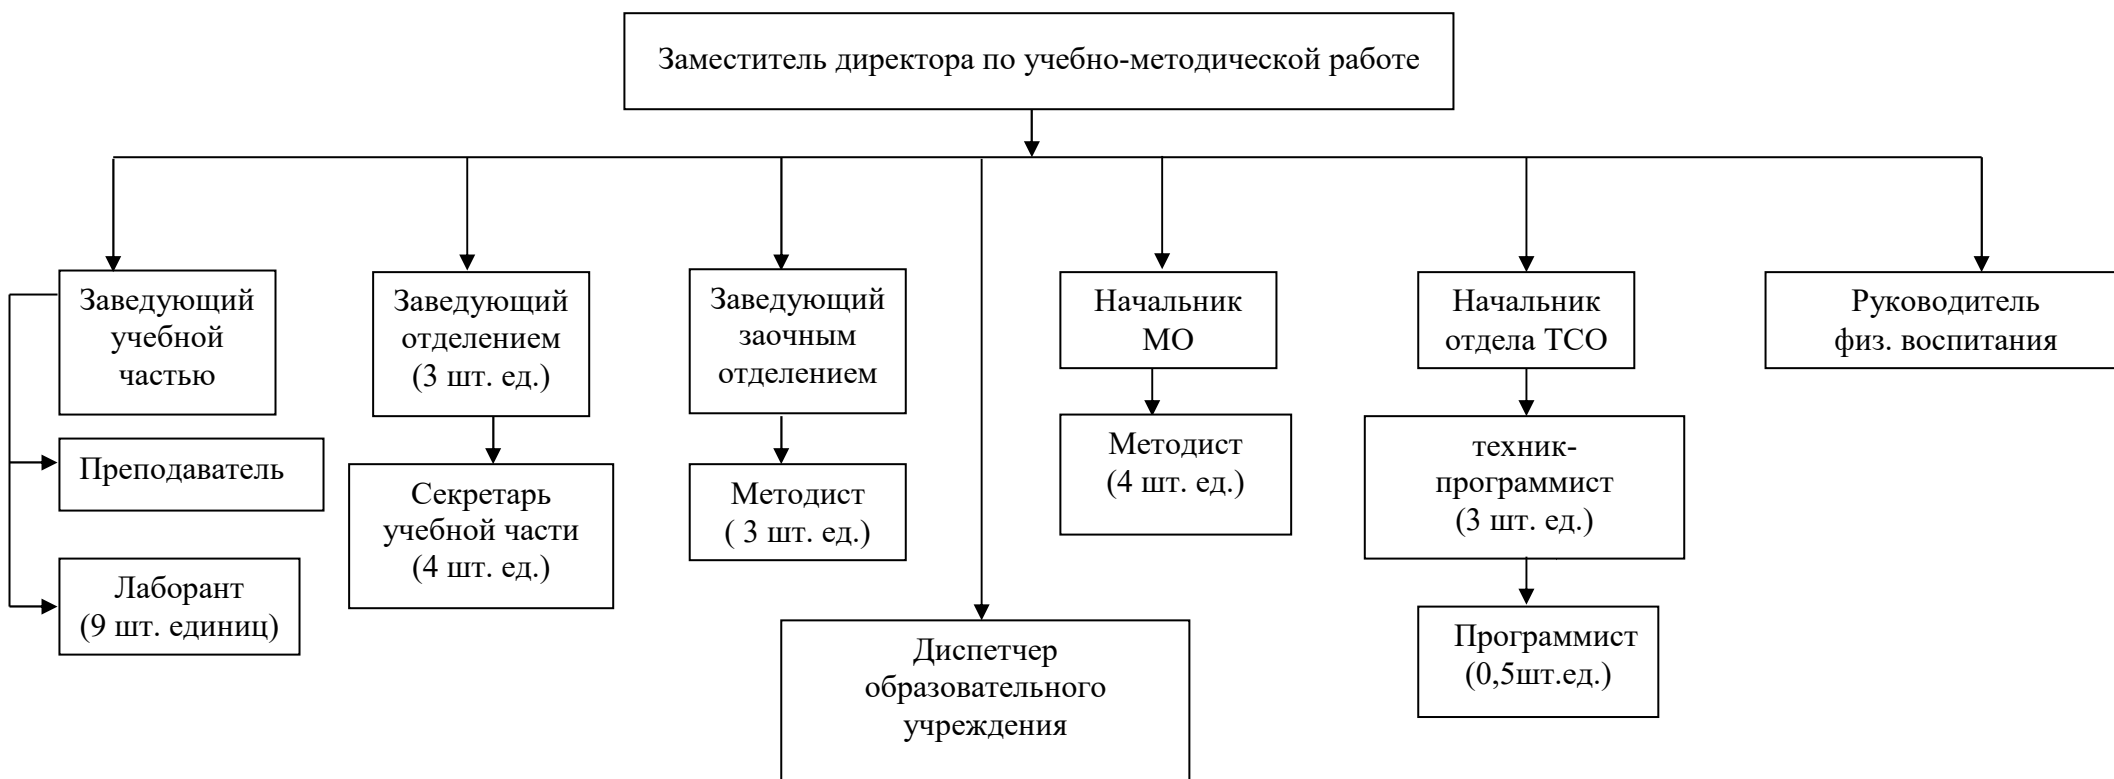 Заместитель директора по учебно-методической работе
Заведующий
учебной
частью
Заведующий
отделением
(3 шт. ед.)
Заведующий
заочным
отделением
Начальник
МО
Начальник
отдела ТСО
Руководитель
физ. воспитания
Преподаватель
Лаборант
(9 шт. единиц)
Секретарь
учебной части
(4 шт. ед.)
Методист
( 3 шт. ед.)
Диспетчер
образовательного
учреждения
Методист
(4 шт. ед.)
техник-
программист
(3 шт. ед.)
Программист
(0,5шт.ед.)